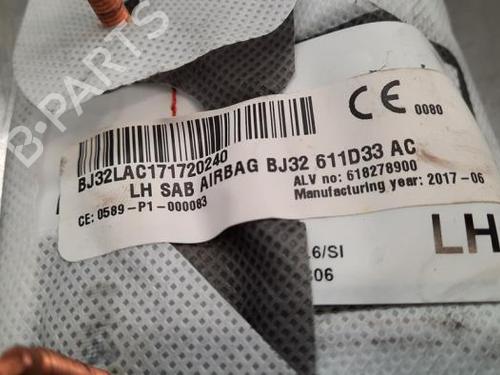 B-PARTS
CE 0080
BJ32LAC171720240
LH SAB AIRBAG BJ32 611D33 AC
ALV no: 618278900
CE: 0589-P1-000083
Manufacturing year: 2017-06
LH
.6/SI
306